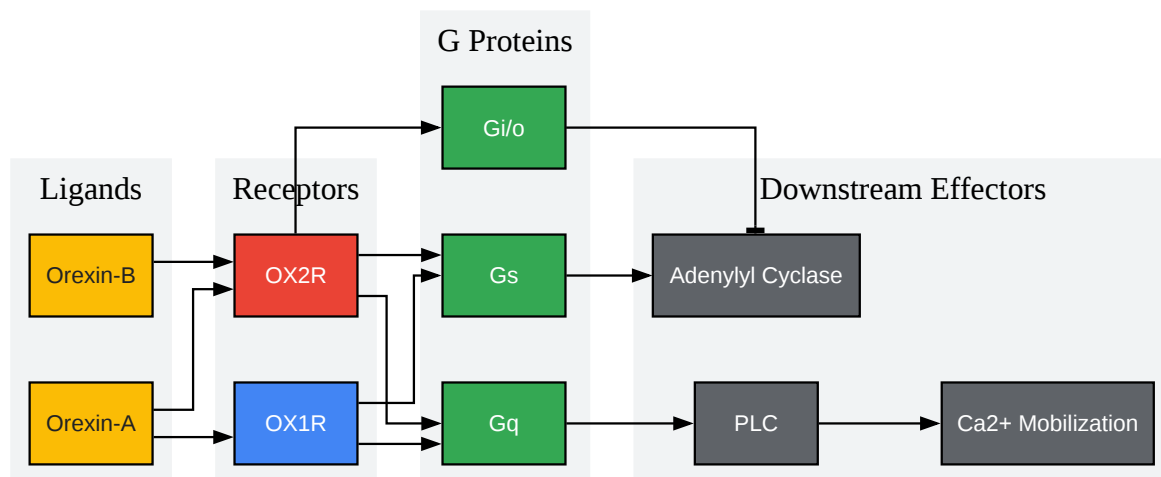 G Proteins
Gi/o
Ligands
Receptors
Downstream Effectors
Orexin-B
OX2R
Gs
Adenylyl Cyclase
Orexin-A
OX1R
Gq
PLC
Ca2+ Mobilization